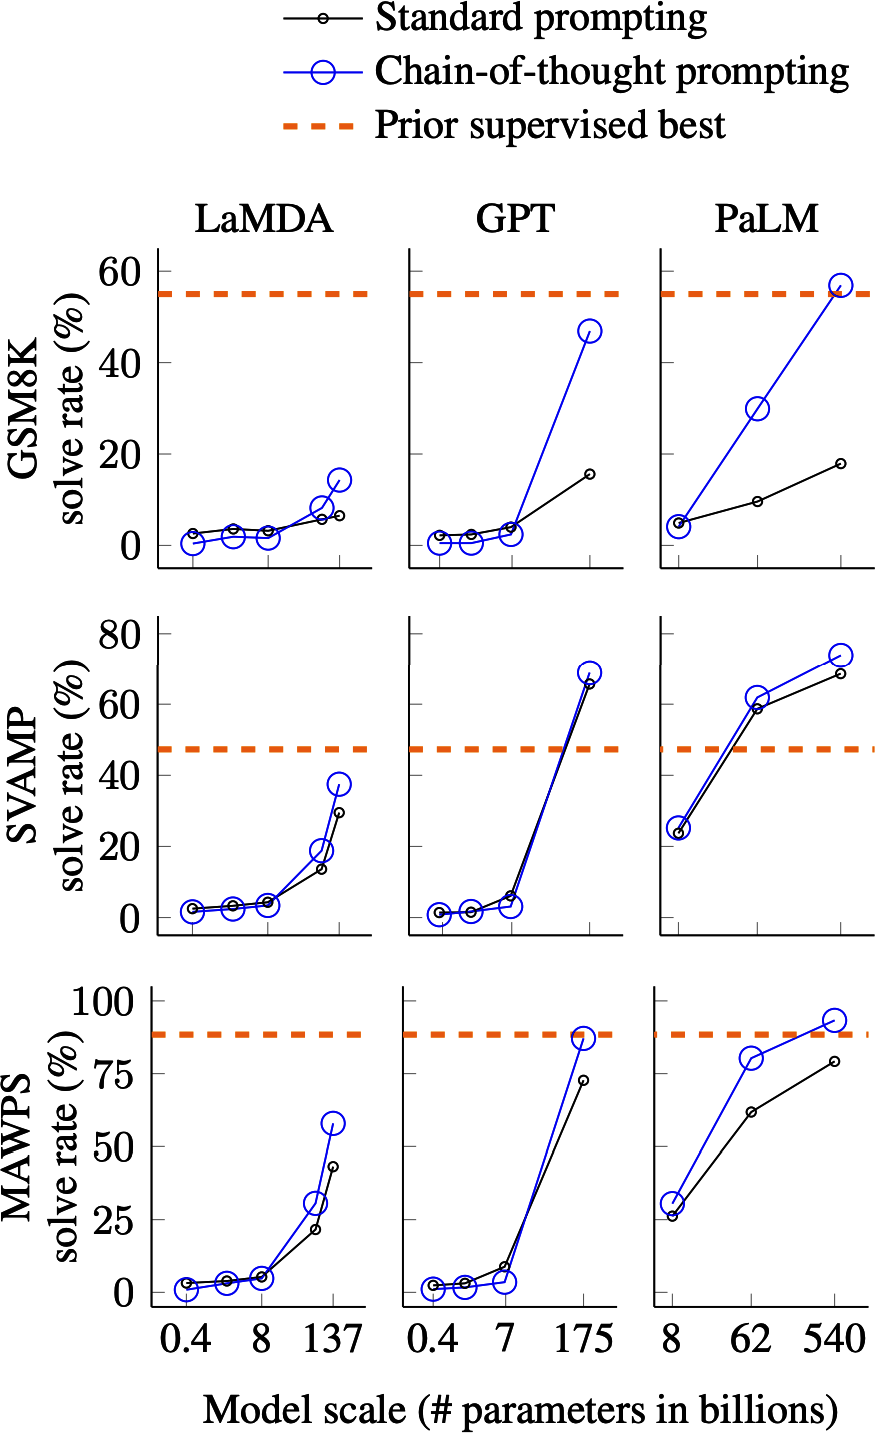 Standard prompting
Chain-of-thought prompting
Prior supervised best
LaMDA GPT PaLM
GSM8K
solve rate (%)
60
40
20
0
SVAMP
solve rate (%)
80
60
40
20
0
MAWPS
solve rate (%)
100
75
50
25
0
0.4 8 137 0.4 7 175 8 62 540
Model scale (# parameters in billions)